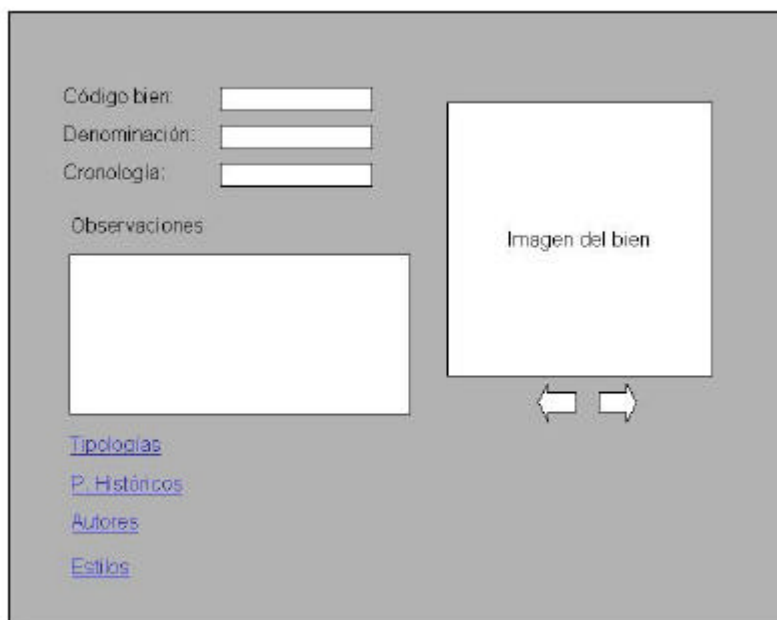 Código bien:
Denominación:
Cronología:
Observaciones
Imagen del bien
Tipologías
P. Históricos
Autores
Estilos